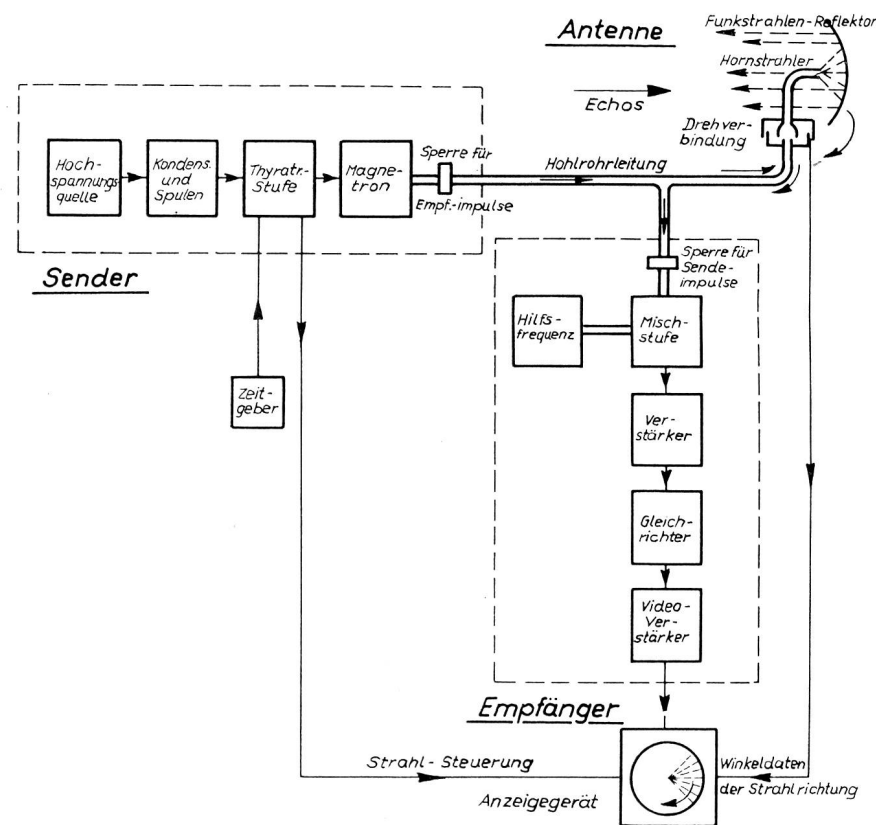 Antenne
Funkstrahlen-Reflektor
Hornstrahler
Echos
Drehver-
bindung
Hoch-
spannungs-
quelle
Kondens.
und
Spulen
Thyratr.-
Stufe
Magne-
tron
Sperre für
Empf.-impulse
Hohlrohrleitung
Sender
Zeit-
geber
Sperre für
Sende-
impulse
Hilfs-
frequenz
Misch-
stufe
Ver-
stärker
Gleich-
richter
Video-
Ver-
stärker
Empfänger
Strahl-Steuerung
Anzeigegerät
Winkeldaten
der Strahlrichtung